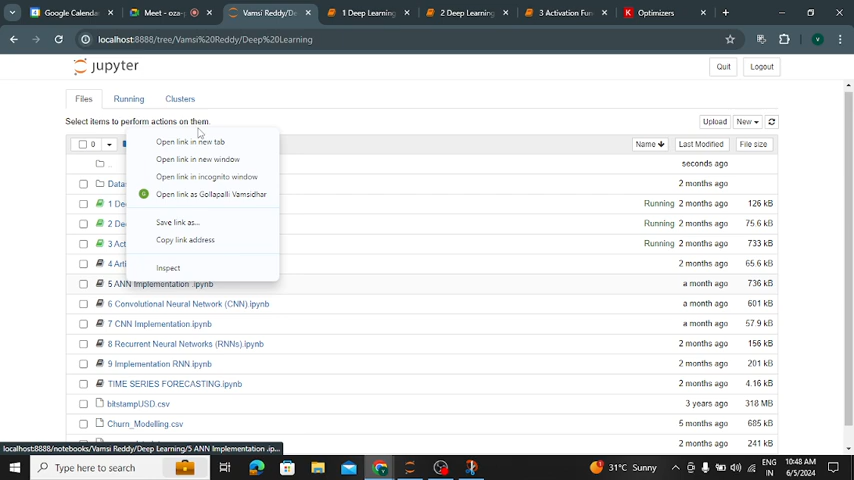 Google Calenda
Meet - oza-
Vamsi Reddy/De
1 Deep Learning
2 Deep Learning
3 Activation Fun
Optimizers
localhost:8888/tree/Vamsi%20Reddy/Deep%20Learning
jupyter
Quit
Logout
Files
Running
Clusters
Select items to perform actions on them.
Upload
New
0
Name
Last Modified
File size
..
seconds ago
Data
2 months ago
1 De
Running 2 months ago 126 kB
2 De
Running 2 months ago 75.6 kB
3 Act
Running 2 months ago 733 kB
4 Arti
2 months ago 65.6 kB
5 ANN Implementation .ipynb
a month ago 736 kB
6 Convolutional Neural Network (CNN).ipynb
a month ago 601 kB
7 CNN Implementation.ipynb
a month ago 57.9 kB
8 Recurrent Neural Networks (RNNs).ipynb
2 months ago 156 kB
9 Implementation RNN.ipynb
2 months ago 201 kB
TIME SERIES FORECASTING.ipynb
2 months ago 4.16 kB
bitstampUSD.csv
3 years ago 318 MB
Churn_Modelling.csv
5 months ago 685 kB
2 months ago 241 kB
Open link in new tab
Open link in new window
Open link in incognito window
G Open link as Gollapalli Vamsidhar
Save link as...
Copy link address
Inspect
localhost:8888/notebooks/Vamsi Reddy/Deep Learning/5 ANN Implementation .ip...
Type here to search
31°C Sunny
ENG
IN
10:48 AM
6/5/2024